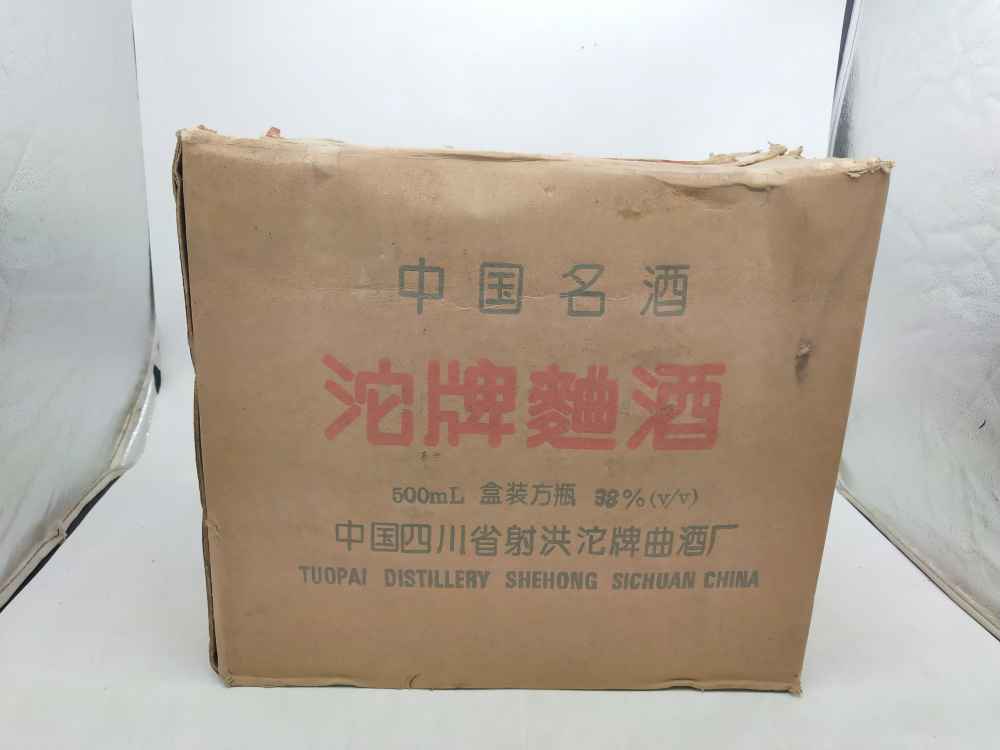 中国名酒
沱牌麯酒
500mL 盒装方瓶 38%(v/v)
中国四川省射洪沱牌曲酒厂
TUOPAI DISTILLERY SHEHONG SICHUAN CHINA